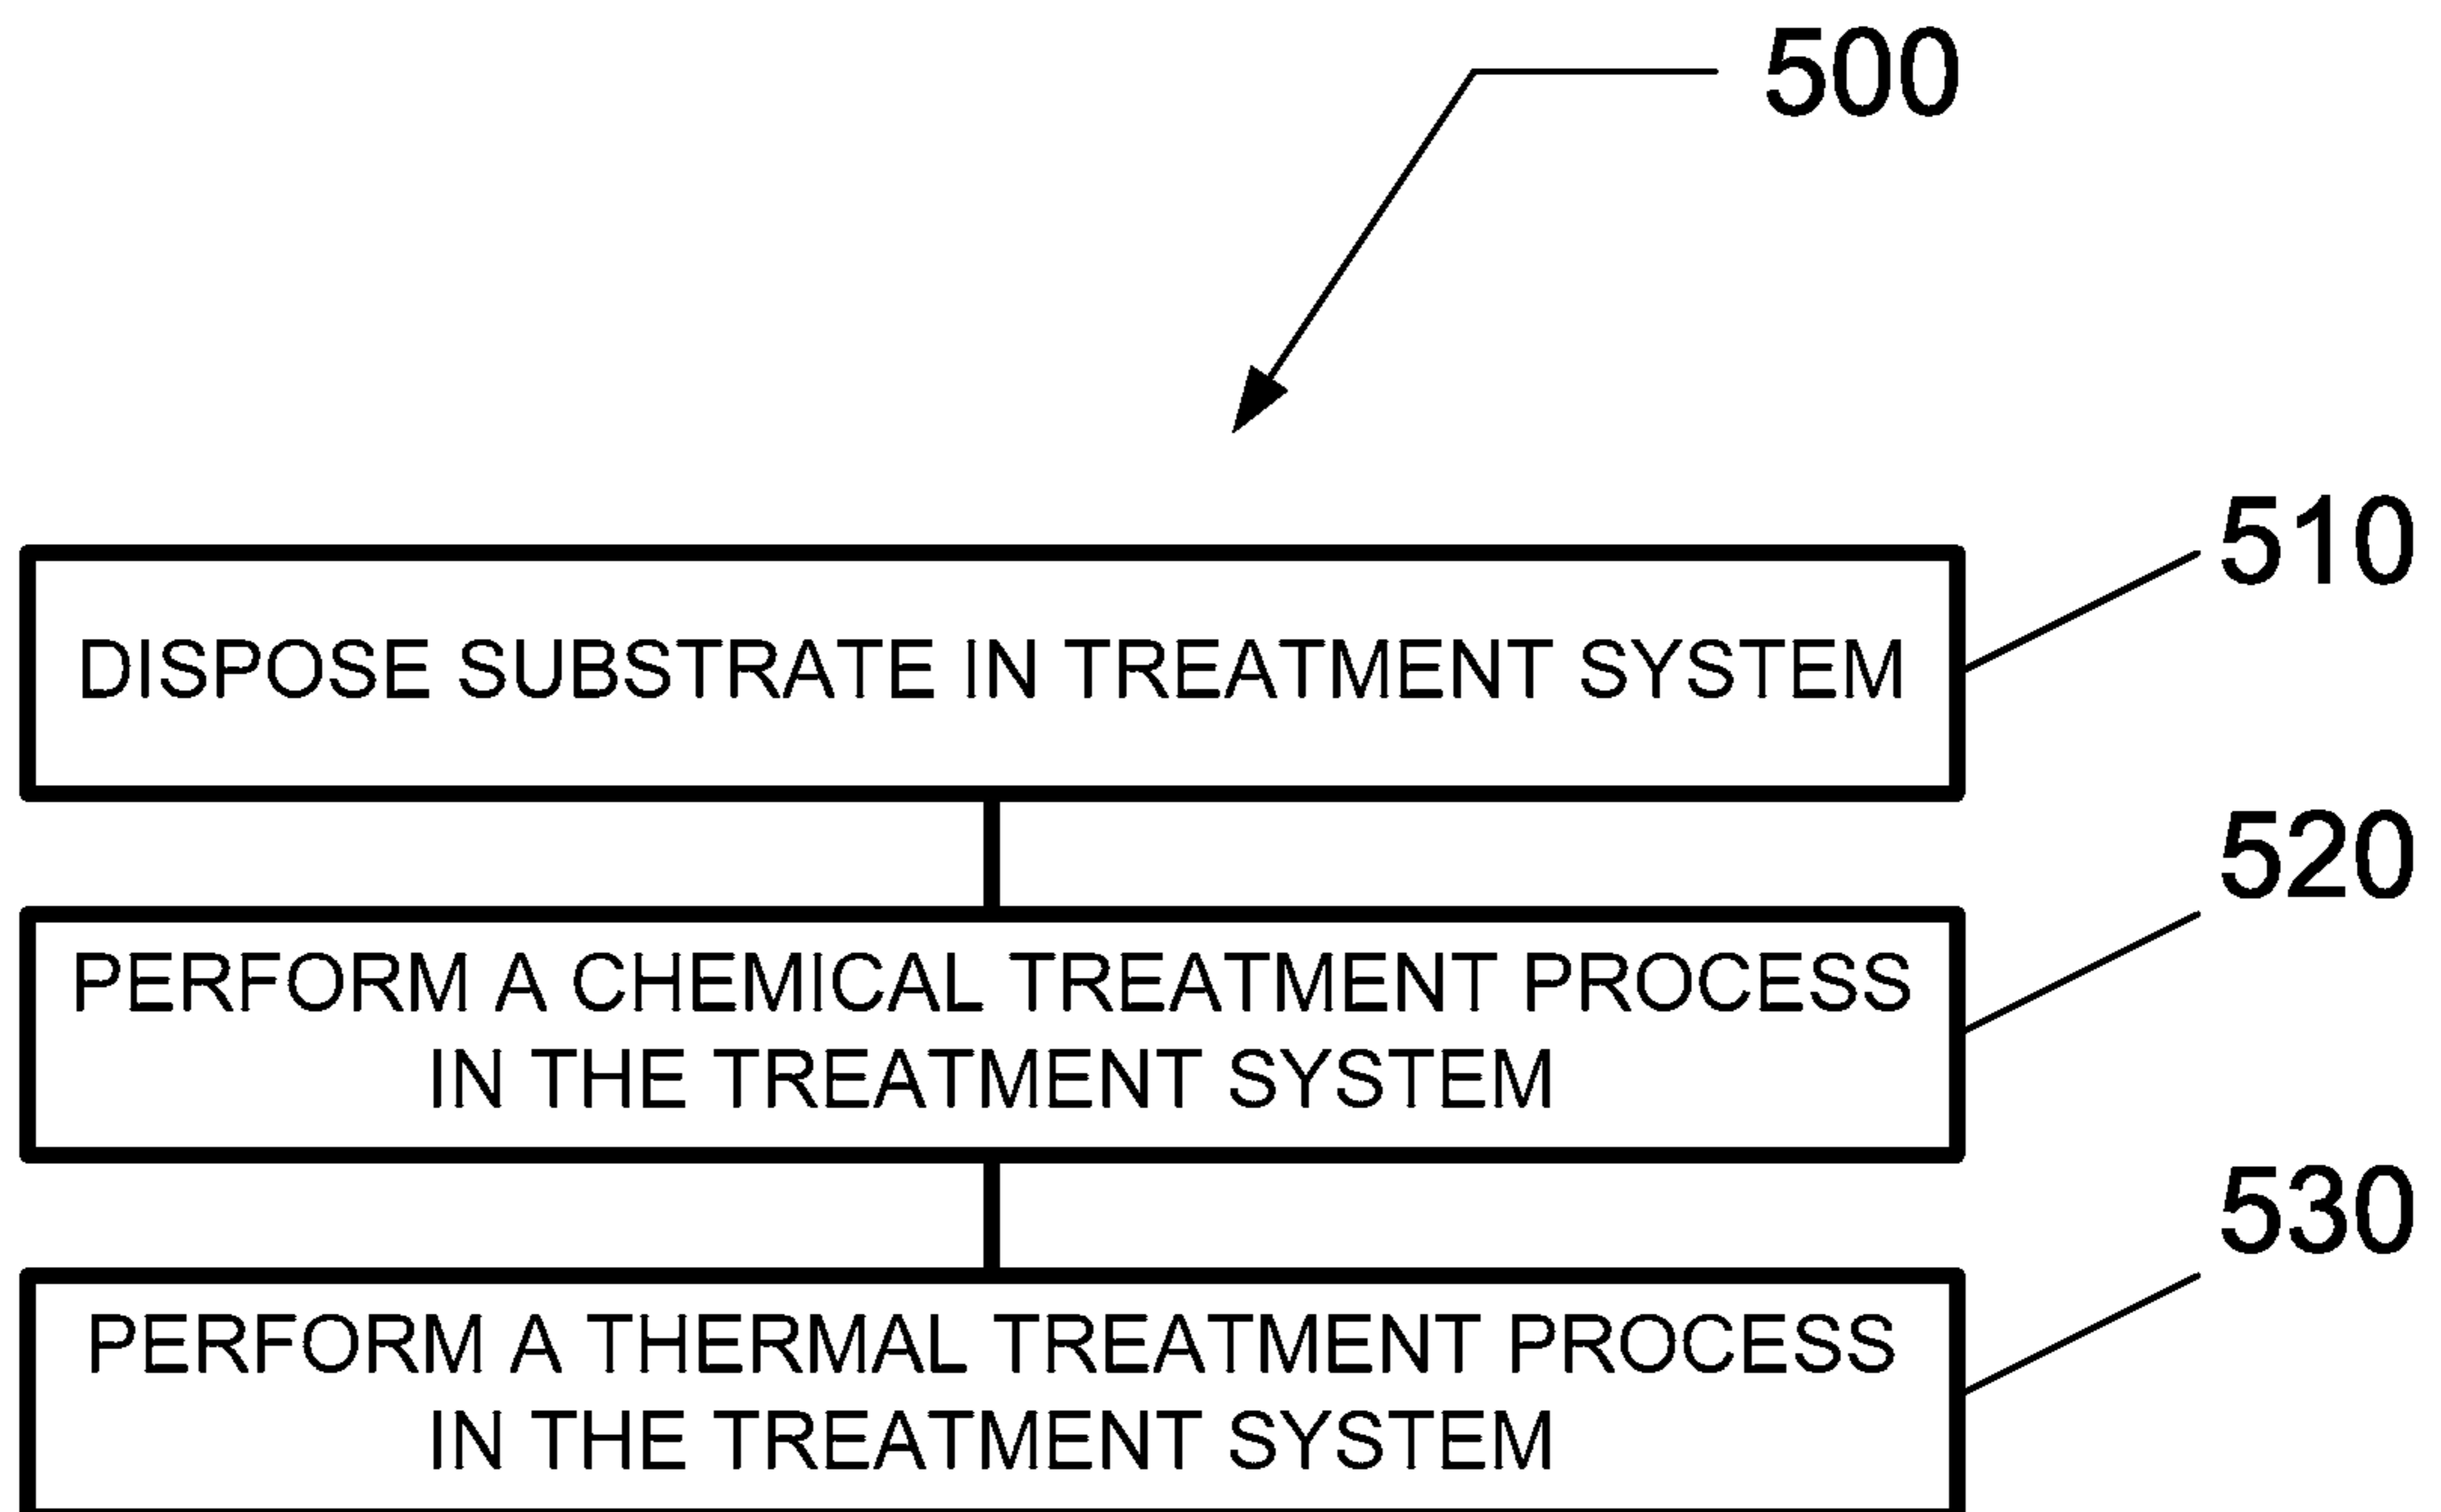 500
510
DISPOSE SUBSTRATE IN TREATMENT SYSTEM
520
PERFORM A CHEMICAL TREATMENT PROCESS
IN THE TREATMENT SYSTEM
530
PERFORM A THERMAL TREATMENT PROCESS
IN THE TREATMENT SYSTEM